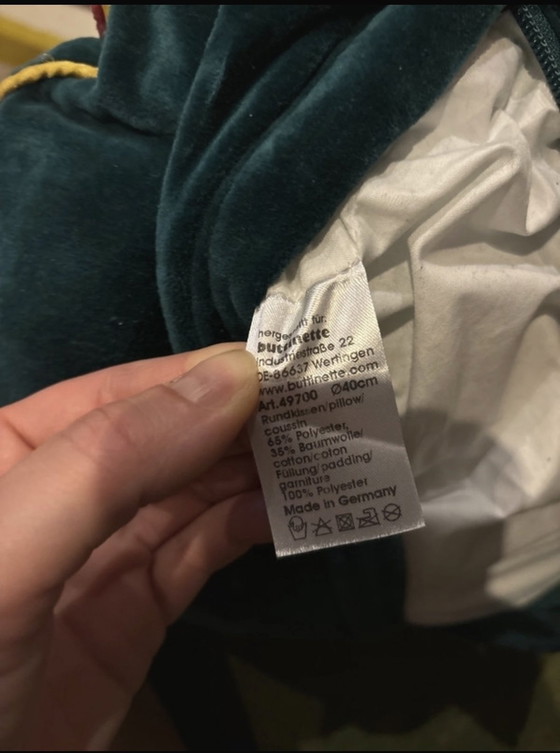 hergestellt für:
buttinette
Industriestraße 22
DE-86637 Wertingen
www.buttinette.com
Art.49700 Ø40cm
Rundkissen/pillow/
coussin
65% Polyester,
35% Baumwolle/
cotton/coton
Füllung/padding/
garniture
100% Polyester
Made in Germany